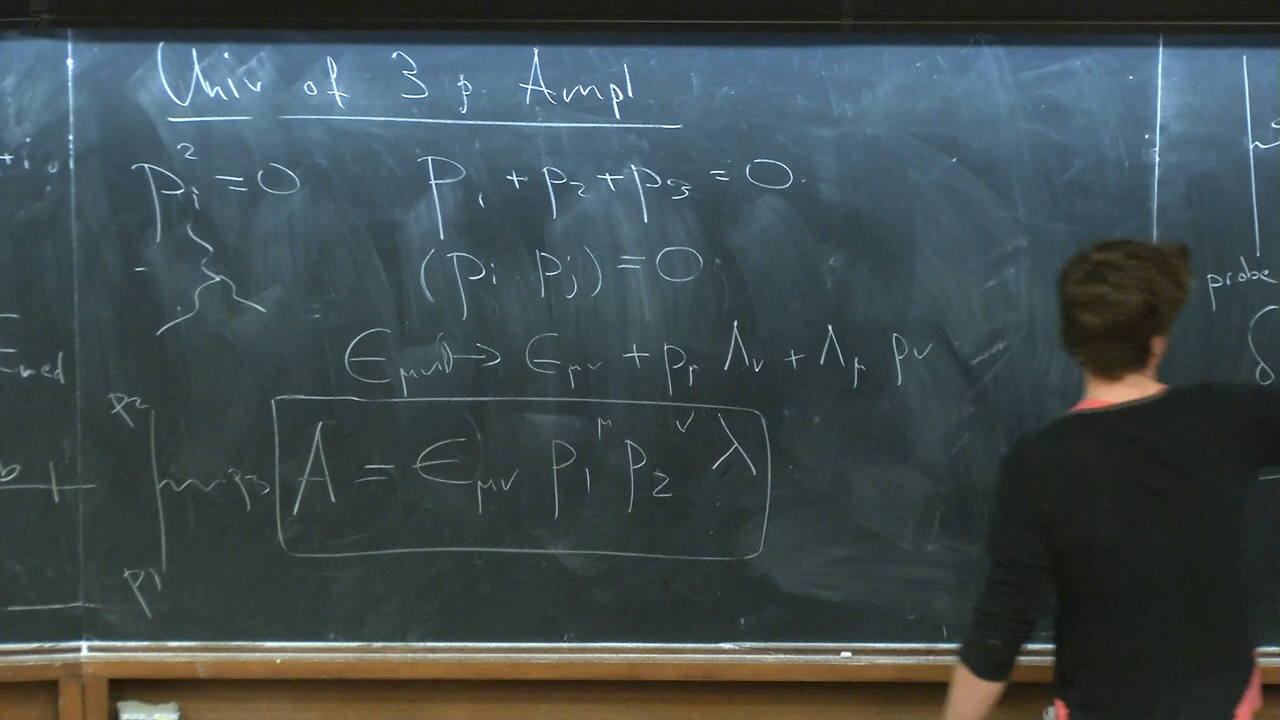 Univ of 3 p. Ampl
p_i^2 = 0 p_1 + p_2 + p_3 = 0.
(p_i p_j) = 0
ϵ_μν → ϵ_μν + p_μ Λ_ν + Λ_μ p_ν
A = ϵ_μν p_1^μ p_2^ν λ
p2
p3
p1
probe